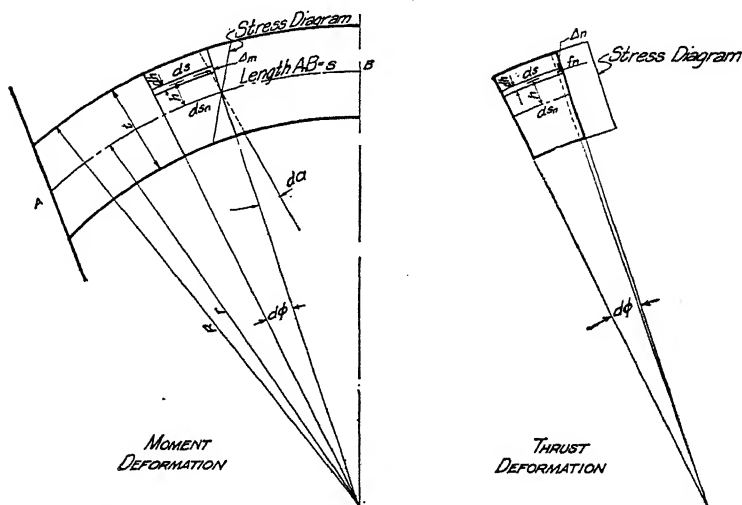 Stress Diagram
Δm
ds
Length AB=s
B
h
dsn
t
A
da
R
r
dϕ
MOMENT
DEFORMATION
Δn
ds
fn
Stress Diagram
h
dsn
dϕ
THRUST
DEFORMATION